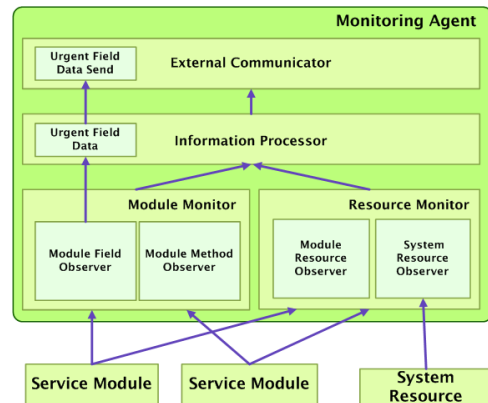 Monitoring Agent
Urgent Field
Data Send
External Communicator
Urgent Field
Data
Information Processor
Module Monitor
Resource Monitor
Module Field
Observer
Module Method
Observer
Module
Resource
Observer
System
Resource
Observer
Service Module
Service Module
System
Resource